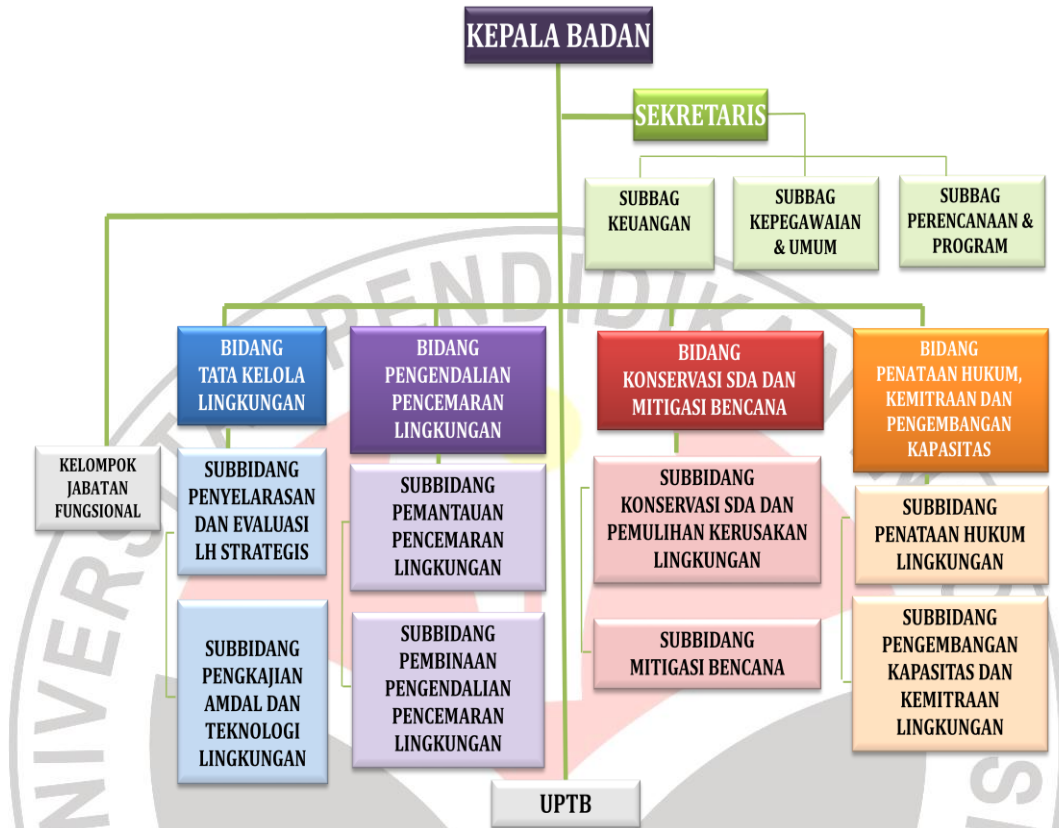 KEPALA BADAN
SEKRETARIS
SUBBAG
KEUANGAN
SUBBAG
KEPEGAWAIAN
& UMUM
SUBBAG
PERENCANAAN &
PROGRAM
BIDANG
TATA KELOLA
LINGKUNGAN
BIDANG
PENGENDALIAN
PENCEMARAN
LINGKUNGAN
BIDANG
KONSERVASI SDA DAN
MITIGASI BENCANA
BIDANG
PENATAAN HUKUM,
KEMITRAAN DAN
PENGEMBANGAN
KAPASITAS
KELOMPOK
JABATAN
FUNGSIONAL
SUBBIDANG
PENYELARASAN
DAN EVALUASI
LH STRATEGIS
SUBBIDANG
PEMANTAUAN
PENCEMARAN
LINGKUNGAN
SUBBIDANG
KONSERVASI SDA DAN
PEMULIHAN KERUSAKAN
LINGKUNGAN
SUBBIDANG
PENATAAN HUKUM
LINGKUNGAN
SUBBIDANG
PENGKAJIAN
AMDAL DAN
TEKNOLOGI
LINGKUNGAN
SUBBIDANG
PEMBINAAN
PENGENDALIAN
PENCEMARAN
LINGKUNGAN
SUBBIDANG
MITIGASI BENCANA
SUBBIDANG
PENGEMBANGAN
KAPASITAS DAN
KEMITRAAN
LINGKUNGAN
UPTB